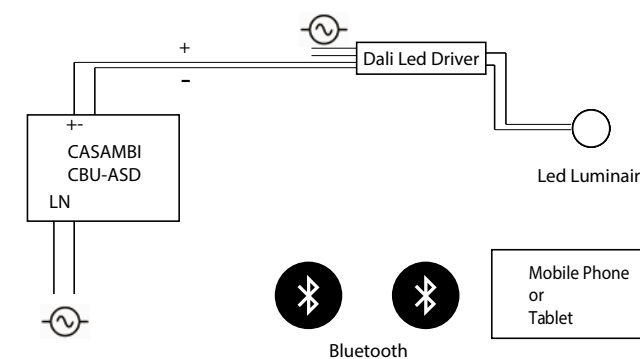 +
Dali Led Driver
-
+-
CASAMBI
CBU-ASD
LN
Led Luminair
Mobile Phone
or
Tablet
Bluetooth